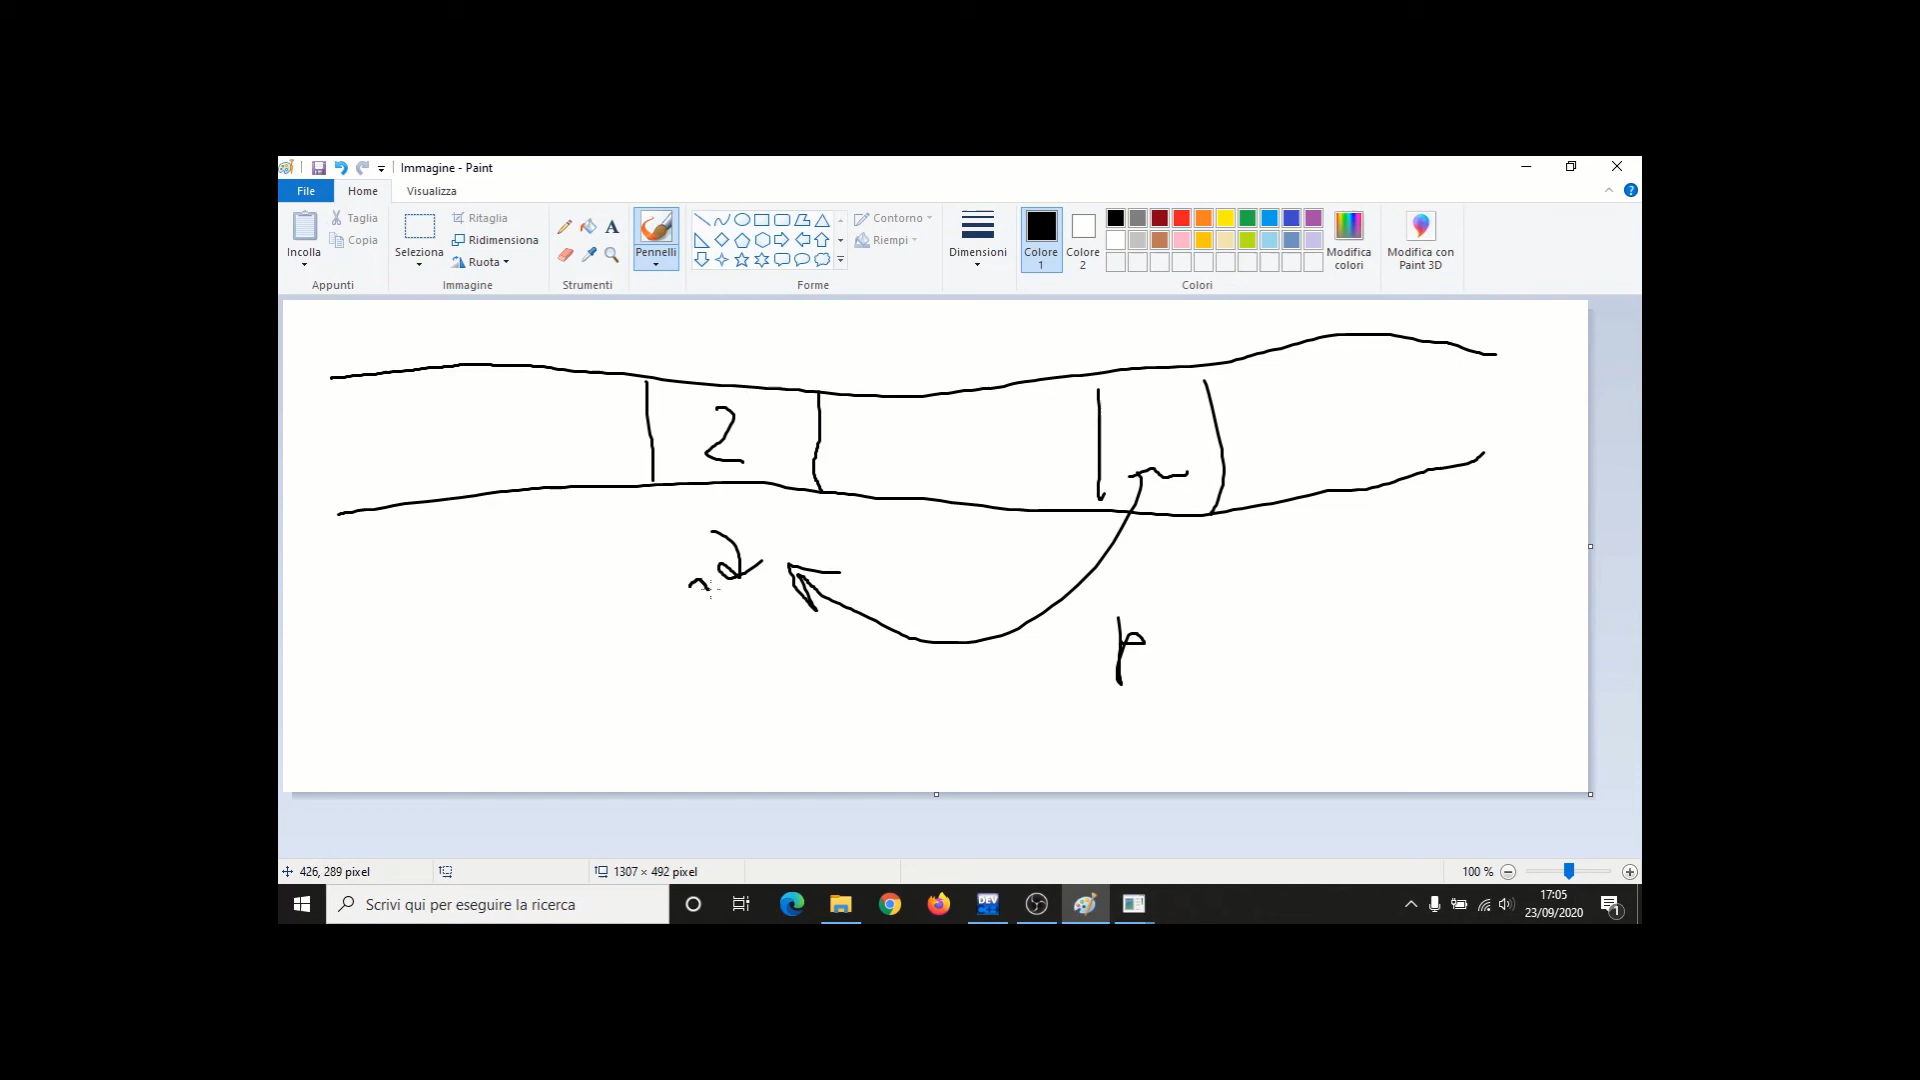 Immagine - Paint
File Home Visualizza
Incolla
Taglia
Copia
Appunti
Seleziona
Ritaglia
Ridimensiona
Ruota
Immagine
A
Strumenti
Pennelli
Contorno
Riempi
Forme
Dimensioni
Colore 1
Colore 2
Modifica colori
Colori
Modifica con Paint 3D
2
426, 289 pixel
1307 × 492 pixel
100 %
Scrivi qui per eseguire la ricerca
DEV
17:05
23/09/2020
1